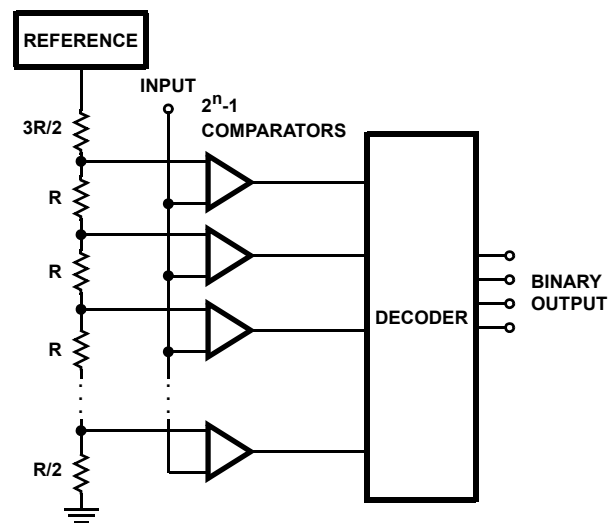 REFERENCE
INPUT
2ⁿ-1
COMPARATORS
3R/2
R
R
R
R/2
DECODER
BINARY
OUTPUT